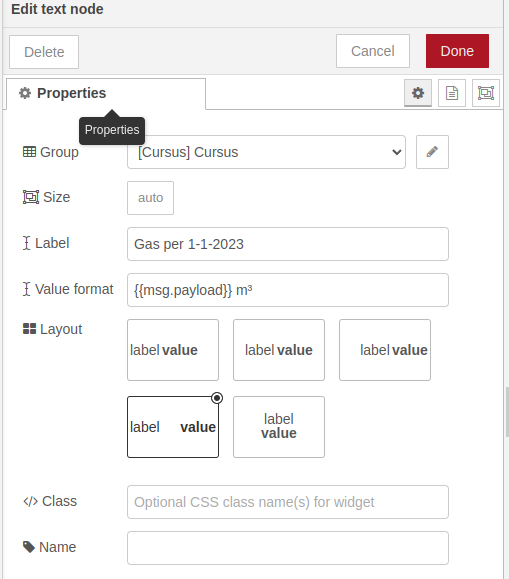 Edit text node
Delete
Cancel
Done
Properties
Properties
Group
[Cursus] Cursus
Size
auto
Label
Gas per 1-1-2023
Value format
{{msg.payload}} m³
Layout
label value
label value
label value
label value
label
value
</> Class
Optional CSS class name(s) for widget
Name